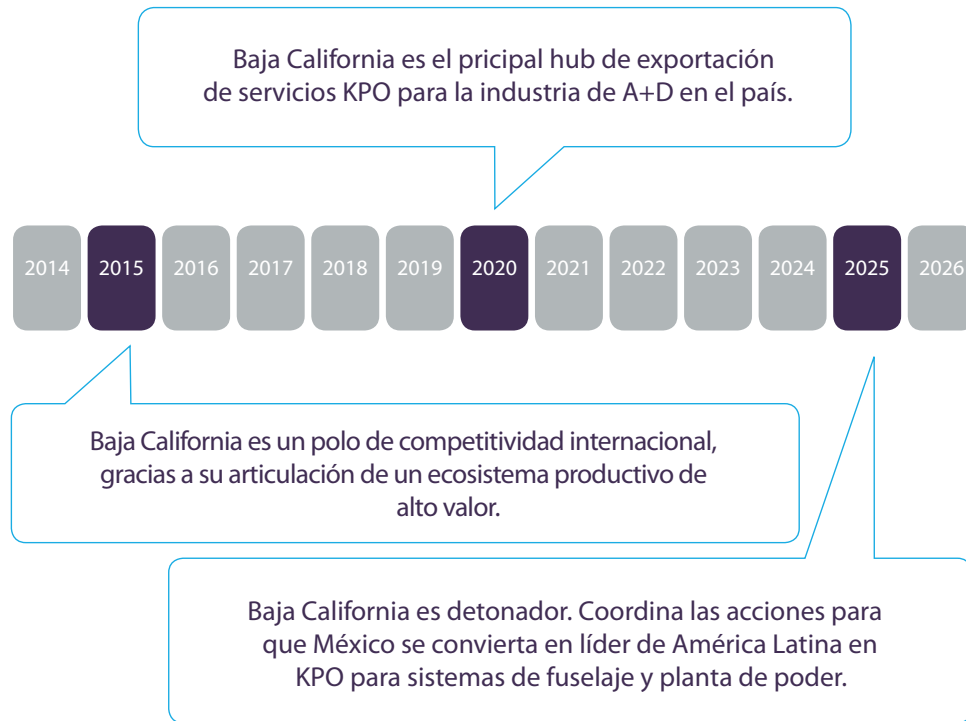 Baja California es el pricipal hub de exportación
de servicios KPO para la industria de A+D en el país.
2014 2015 2016 2017 2018 2019 2020 2021 2022 2023 2024 2025 2026
Baja California es un polo de competitividad internacional,
gracias a su articulación de un ecosistema productivo de
alto valor.
Baja California es detonador. Coordina las acciones para
que México se convierta en líder de América Latina en
KPO para sistemas de fuselaje y planta de poder.